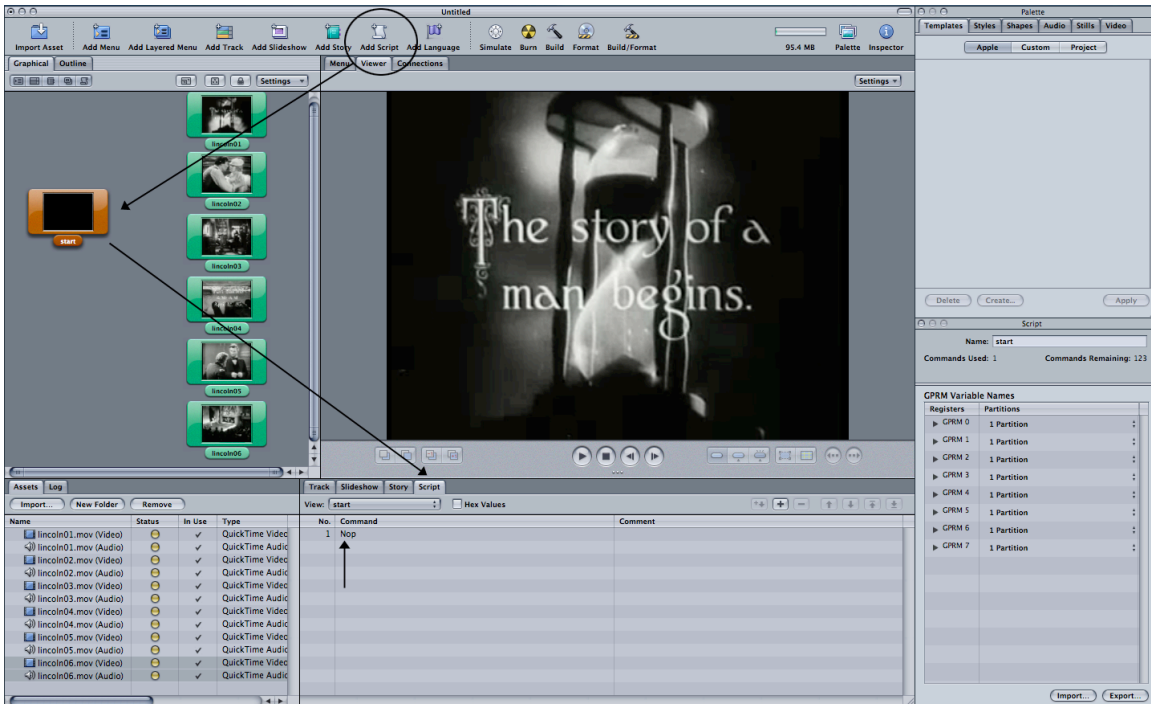 Untitled
Import Asset Add Menu Add Layered Menu Add Track Add Slideshow Add Story Add Script Add Language Simulate Burn Build Format Build/Format 95.4 MB Palette Inspector
Graphical Outline
Settings
lincoln01
lincoln02
start
lincoln03
lincoln04
lincoln05
lincoln06
Menu Viewer Connections
Settings
The story of a
man begins.
Palette
Templates Styles Shapes Audio Stills Video
Apple Custom Project
Delete Create... Apply
Script
Name: start
Commands Used: 1 Commands Remaining: 123
GPRM Variable Names
Registers Partitions
GPRM 0 1 Partition
GPRM 1 1 Partition
GPRM 2 1 Partition
GPRM 3 1 Partition
GPRM 4 1 Partition
GPRM 5 1 Partition
GPRM 6 1 Partition
GPRM 7 1 Partition
Import... Export...
Assets Log
Import... New Folder Remove
Name Status In Use Type
lincoln01.mov (Video) QuickTime Video
lincoln01.mov (Audio) QuickTime Audio
lincoln02.mov (Video) QuickTime Video
lincoln02.mov (Audio) QuickTime Audio
lincoln03.mov (Video) QuickTime Video
lincoln03.mov (Audio) QuickTime Audio
lincoln04.mov (Video) QuickTime Video
lincoln04.mov (Audio) QuickTime Audio
lincoln05.mov (Video) QuickTime Video
lincoln05.mov (Audio) QuickTime Audio
lincoln06.mov (Video) QuickTime Video
lincoln06.mov (Audio) QuickTime Audio
Track Slideshow Story Script
View: start Hex Values
No. Command Comment
1 Nop